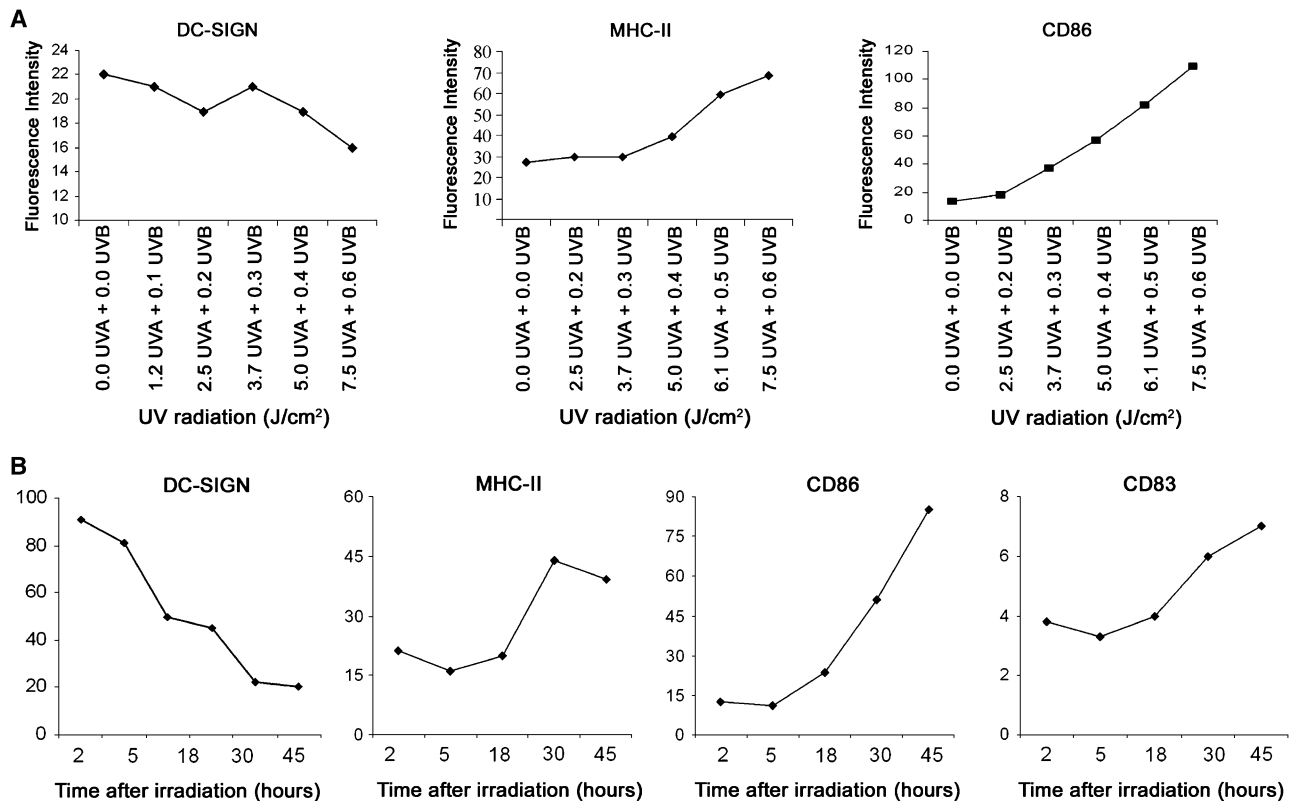 A
DC-SIGN
Fluorescence Intensity
24
22
20
18
16
14
12
10
0.0 UVA + 0.0 UVB
1.2 UVA + 0.1 UVB
2.5 UVA + 0.2 UVB
3.7 UVA + 0.3 UVB
5.0 UVA + 0.4 UVB
7.5 UVA + 0.6 UVB
UV radiation (J/cm²)
MHC-II
Fluorescence Intensity
80
70
60
50
40
30
20
10
0.0 UVA + 0.0 UVB
2.5 UVA + 0.2 UVB
3.7 UVA + 0.3 UVB
5.0 UVA + 0.4 UVB
6.1 UVA + 0.5 UVB
7.5 UVA + 0.6 UVB
UV radiation (J/cm²)
CD86
Fluorescence Intensity
120
100
80
60
40
20
0
0.0 UVA + 0.0 UVB
2.5 UVA + 0.2 UVB
3.7 UVA + 0.3 UVB
5.0 UVA + 0.4 UVB
6.1 UVA + 0.5 UVB
7.5 UVA + 0.6 UVB
UV radiation (J/cm²)
B
DC-SIGN
100
80
60
40
20
0
2 5 18 30 45
Time after irradiation (hours)
MHC-II
60
45
30
15
0
2 5 18 30 45
Time after irradiation (hours)
CD86
90
75
60
45
30
15
0
2 5 18 30 45
Time after irradiation (hours)
CD83
8
6
4
2
0
2 5 18 30 45
Time after irradiation (hours)